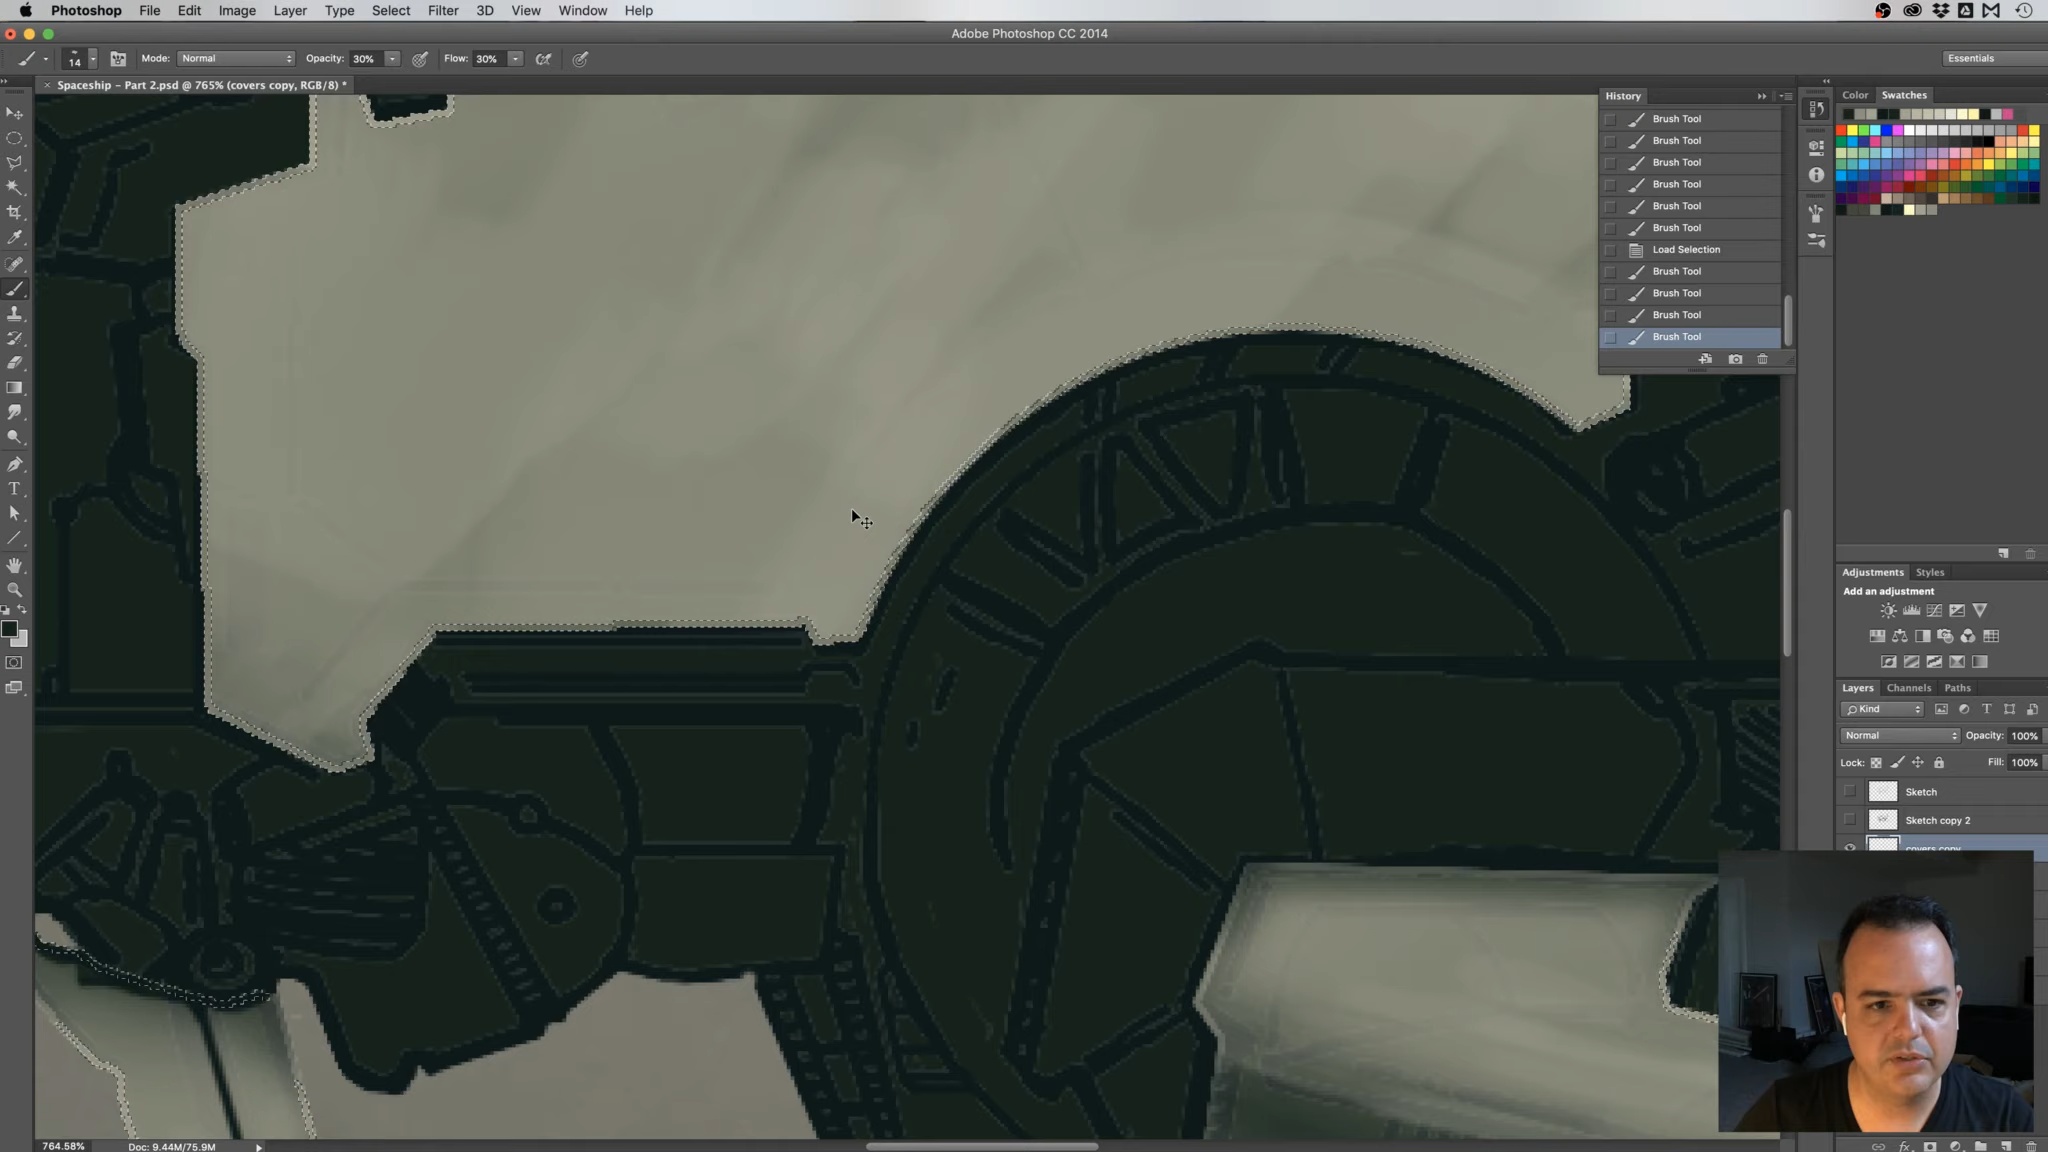 Photoshop File Edit Image Layer Type Select Filter 3D View Window Help
Adobe Photoshop CC 2014
14 Mode: Normal Opacity: 30% Flow: 30% Essentials
Spaceship - Part 2.psd @ 765% (covers copy, RGB/8) *
History
Brush Tool
Brush Tool
Brush Tool
Brush Tool
Brush Tool
Brush Tool
Load Selection
Brush Tool
Brush Tool
Brush Tool
Brush Tool
Color Swatches
Adjustments Styles
Add an adjustment
Layers Channels Paths
Kind
Normal Opacity: 100%
Lock: Fill: 100%
Sketch
Sketch copy 2
covers copy
764.58% Doc: 9.44M/75.9M